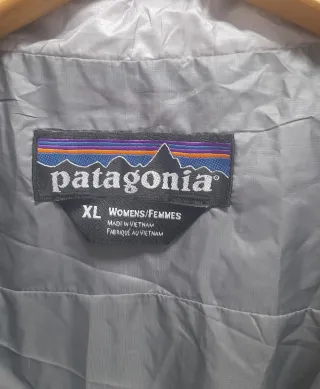 patagonia®
XL WOMENS/FEMMES
MADE IN VIETNAM
FABRIQUÉ AU VIETNAM